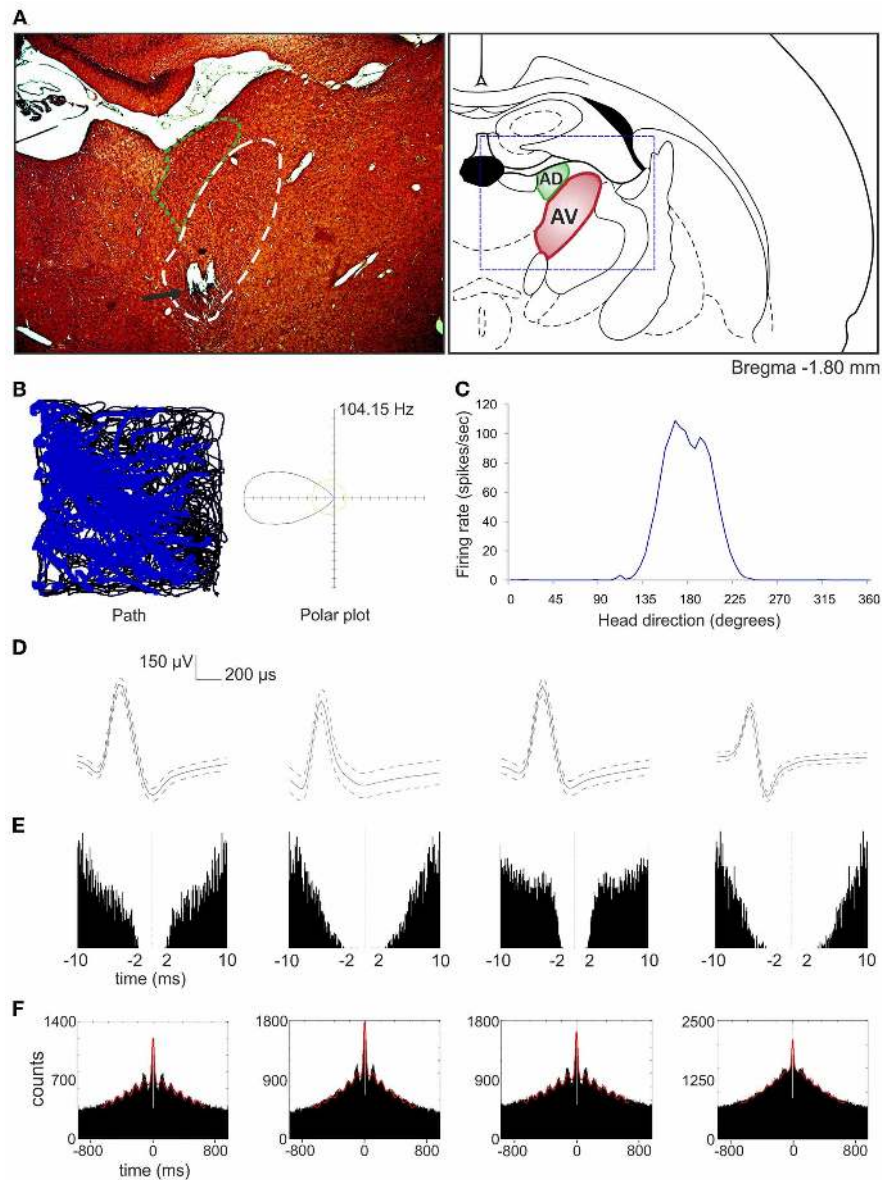 A
AD
AV
Bregma -1.80 mm
B
104.15 Hz
Path
Polar plot
C
Firing rate (spikes/sec)
120
100
80
60
40
20
0
0 45 90 135 180 225 270 315 360
Head direction (degrees)
D
150 µV
200 µs
E
-10 -2 2 10
time (ms)
-10 -2 2 10
-10 -2 2 10
-10 -2 2 10
F
counts
1400
700
0
-800 0 800
time (ms)
1800
900
0
-800 0 800
1800
900
0
-800 0 800
2500
1250
0
-800 0 800